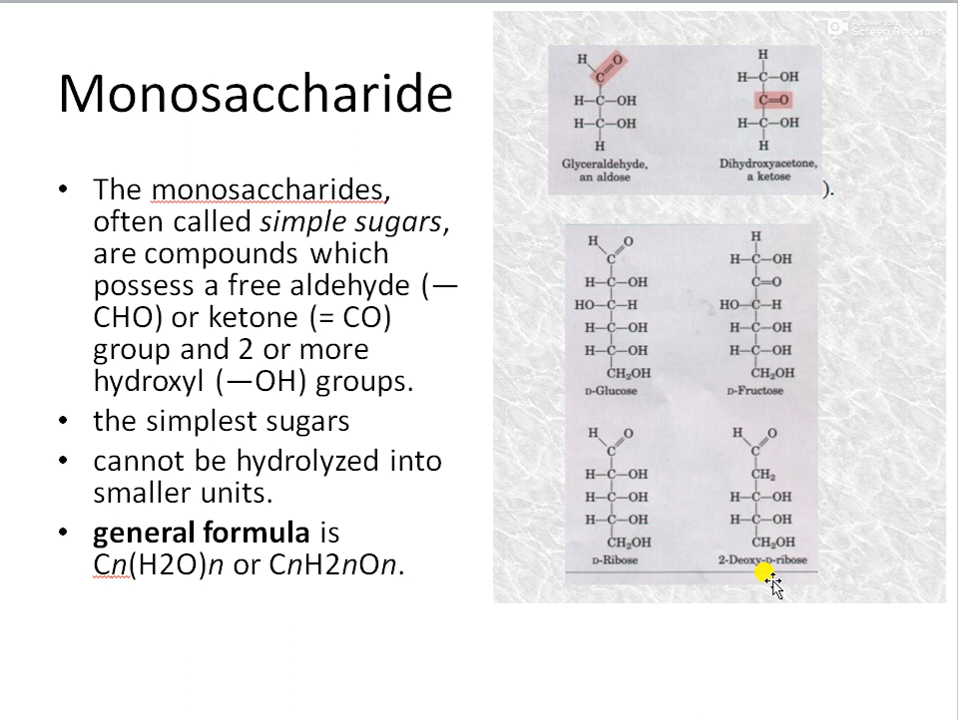 Screen Recorder
Monosaccharide
• The monosaccharides,
often called simple sugars,
are compounds which
possess a free aldehyde (—
CHO) or ketone (= CO)
group and 2 or more
hydroxyl (—OH) groups.
• the simplest sugars
• cannot be hydrolyzed into
smaller units.
• general formula is
Cn(H2O)n or CnH2nOn.
H O H
C H—C—OH
H—C—OH C=O
H—C—OH H—C—OH
H H
Glyceraldehyde, Dihydroxyacetone,
an aldose a ketose
).
H O H
C H—C—OH
H—C—OH C=O
HO—C—H HO—C—H
H—C—OH H—C—OH
H—C—OH H—C—OH
CH₂OH CH₂OH
D-Glucose D-Fructose
H O H O
C C
H—C—OH CH₂
H—C—OH H—C—OH
H—C—OH H—C—OH
CH₂OH CH₂OH
D-Ribose 2-Deoxy-D-ribose